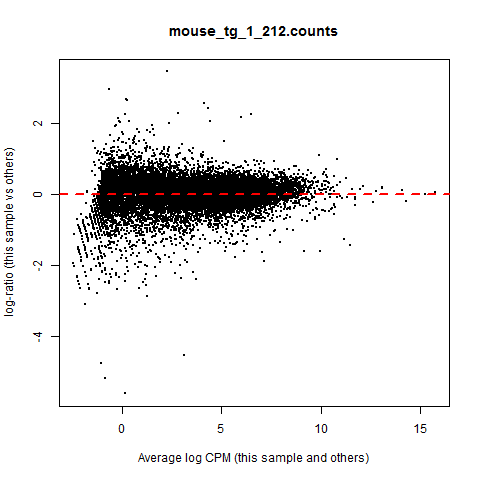 mouse_tg_1_212.counts
log-ratio (this sample vs others)
2
0
-2
-4
0
5
10
15
Average log CPM (this sample and others)